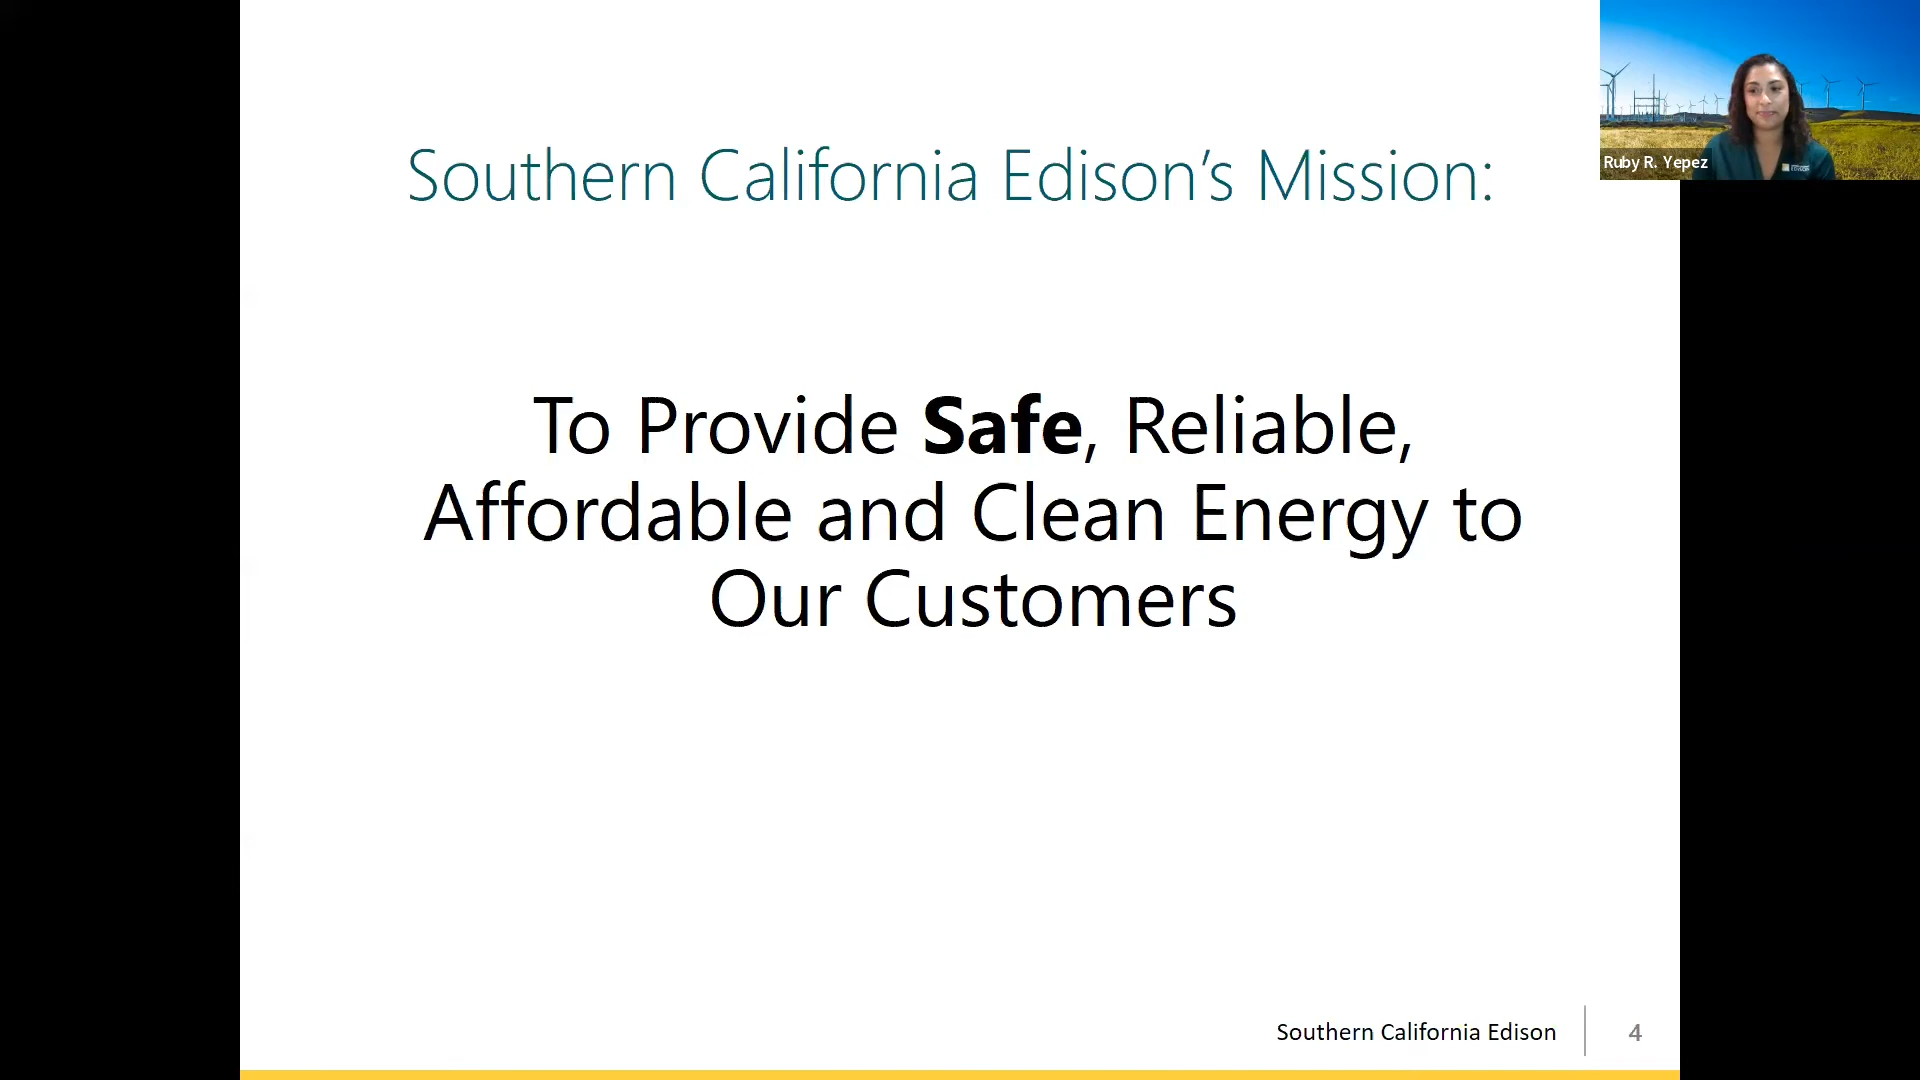 Southern California Edison’s Mission:
To Provide Safe, Reliable,
Affordable and Clean Energy to
Our Customers
Southern California Edison
4
Ruby R. Yepez